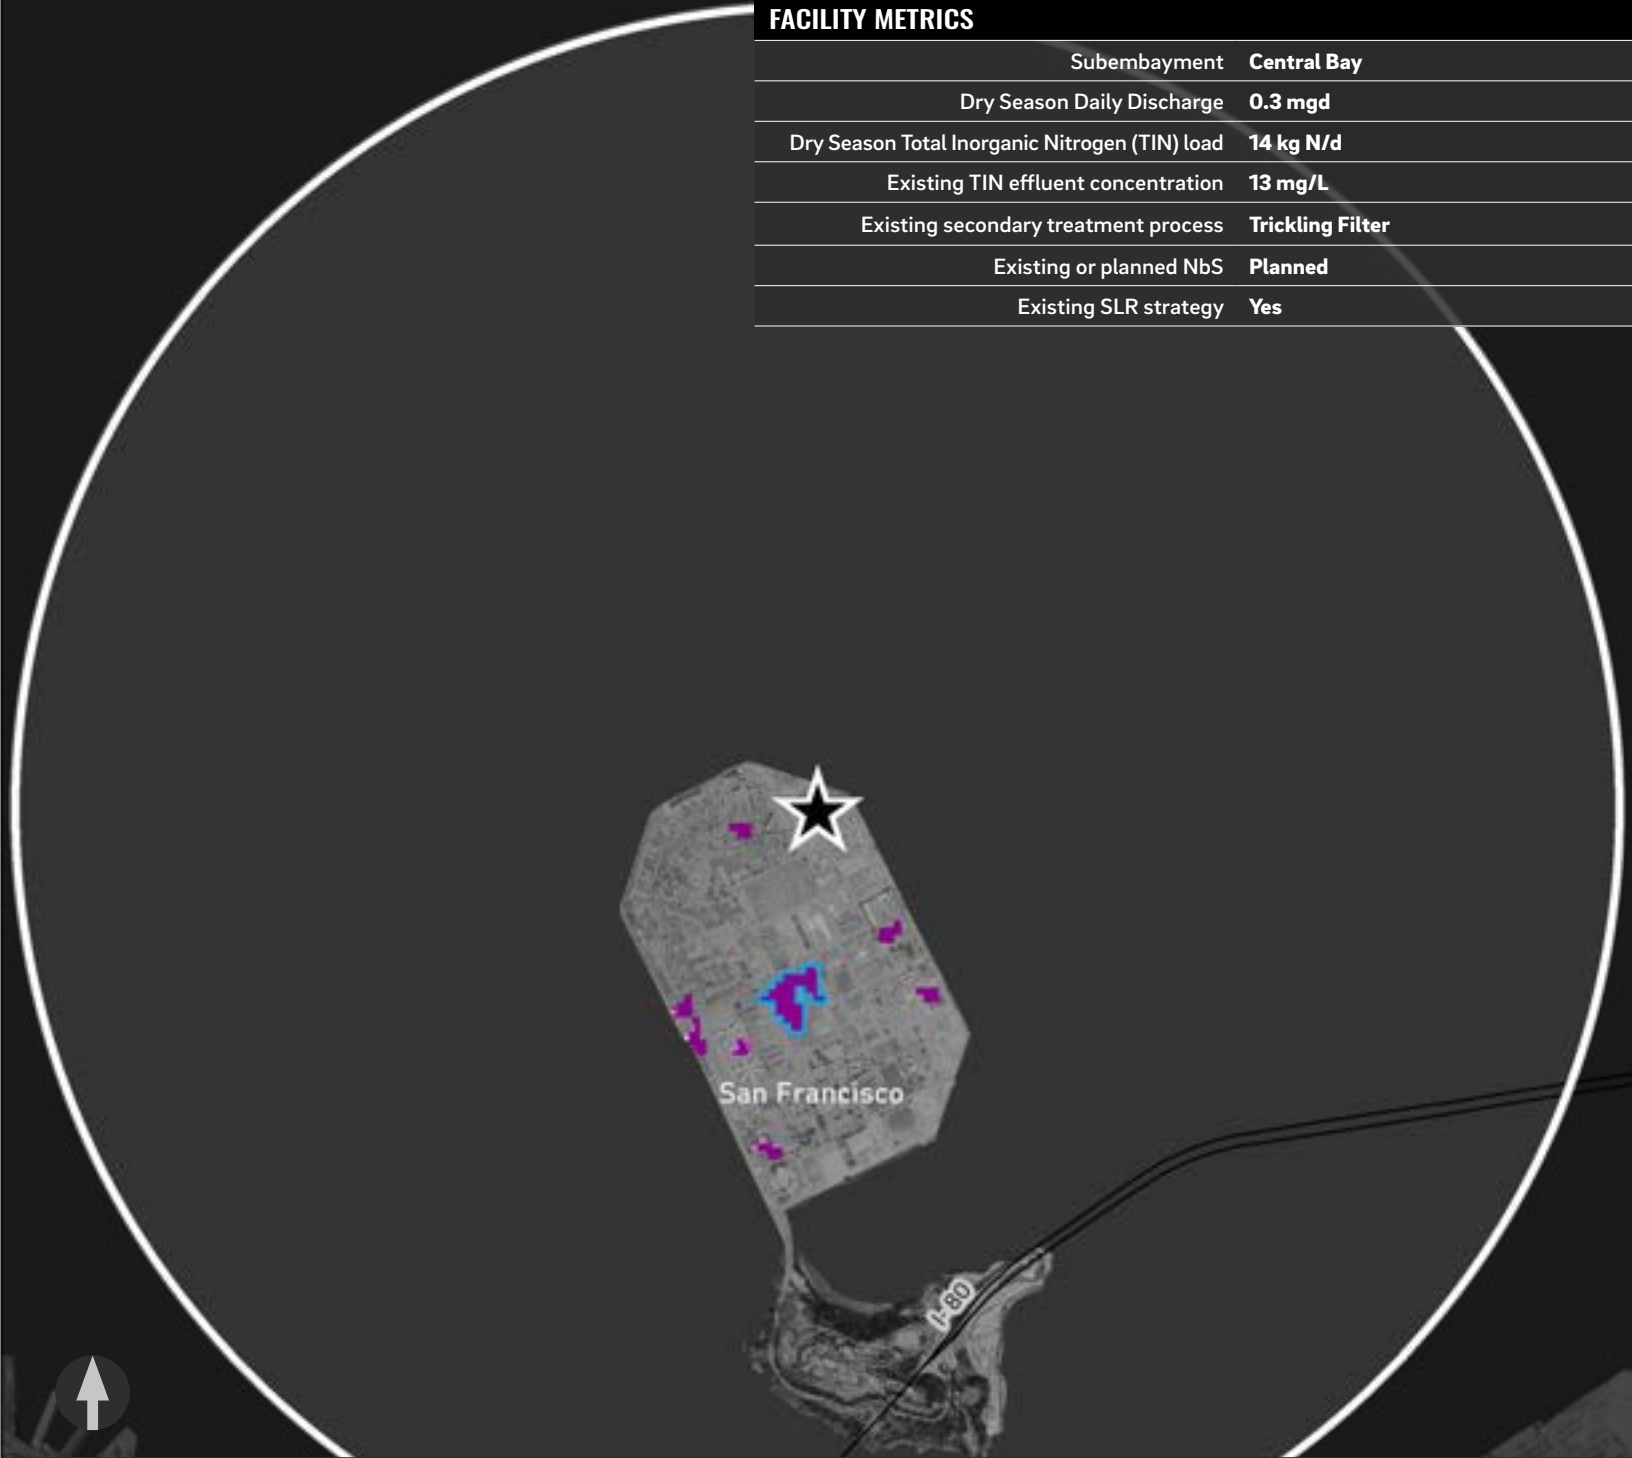 FACILITY METRICS
Subembayment Central Bay
Dry Season Daily Discharge 0.3 mgd
Dry Season Total Inorganic Nitrogen (TIN) load 14 kg N/d
Existing TIN effluent concentration 13 mg/L
Existing secondary treatment process Trickling Filter
Existing or planned NbS Planned
Existing SLR strategy Yes
San Francisco
I-80